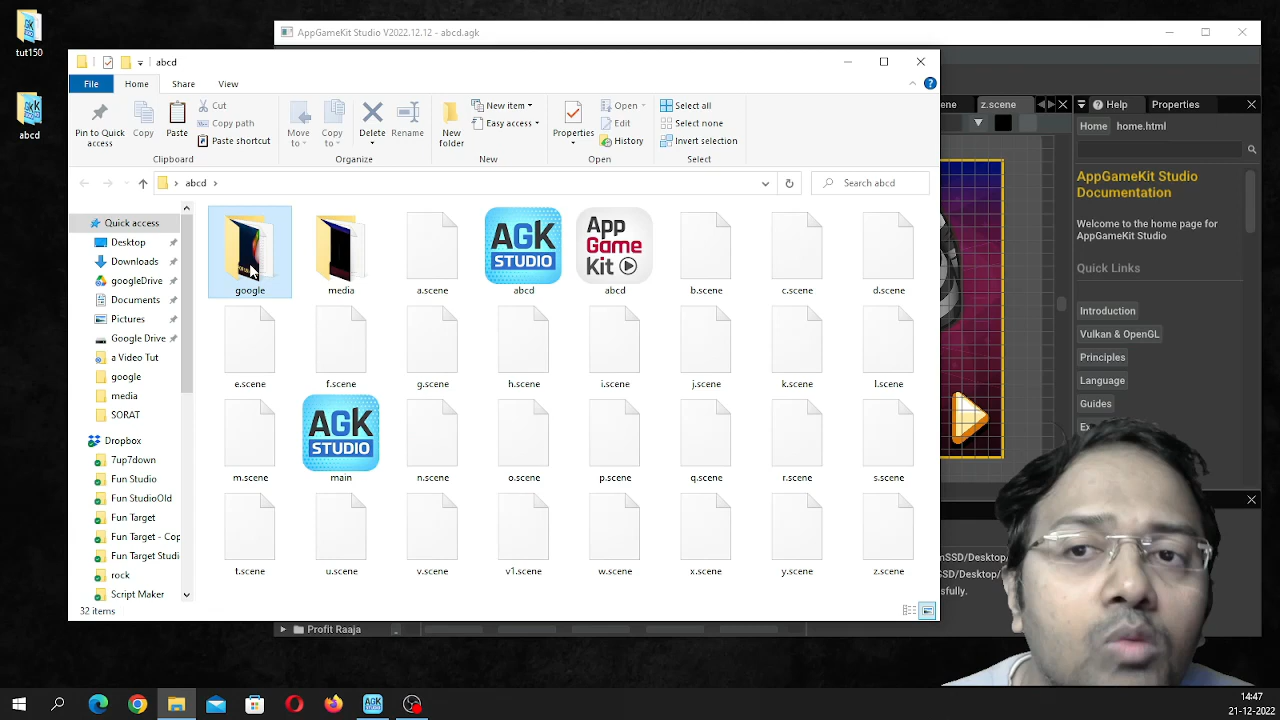 tut150
abcd
AppGameKit Studio V2022.12.12 - abcd.agk
abcd
File
Home
Share
View
Pin to Quick access
Copy
Paste
Cut
Copy path
Paste shortcut
Clipboard
Move to
Copy to
Delete
Rename
Organize
New folder
New item
Easy access
New
Properties
Open
Edit
History
Open
Select all
Select none
Invert selection
Select
abcd
Search abcd
Quick access
Desktop
Downloads
googleDrive
Documents
Pictures
Google Drive
a Video Tut
google
media
SORAT
Dropbox
7up7down
Fun Studio
Fun StudioOld
Fun Target
Fun Target - Cop
Fun Target Studi
rock
Script Maker
google
media
a.scene
AGK STUDIO
abcd
App Game Kit
abcd
b.scene
c.scene
d.scene
e.scene
f.scene
g.scene
h.scene
i.scene
j.scene
k.scene
l.scene
m.scene
AGK STUDIO
main
n.scene
o.scene
p.scene
q.scene
r.scene
s.scene
t.scene
u.scene
v.scene
v1.scene
w.scene
x.scene
y.scene
z.scene
32 items
ene
z.scene
Help
Properties
Home
home.html
AppGameKit Studio
Documentation
Welcome to the home page for
AppGameKit Studio
Quick Links
Introduction
Vulkan & OpenGL
Principles
Language
Guides
Ex
mSSD/Desktop/
SSD/Desktop/
sfully.
Profit Raaja
14:47
21-12-2022